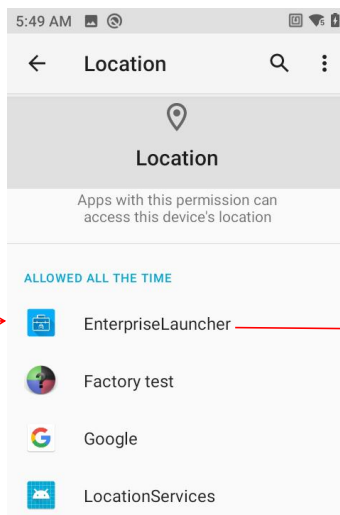 5:49 AM
Location
Location
Apps with this permission can
access this device's location
ALLOWED ALL THE TIME
EnterpriseLauncher
Factory test
Google
LocationServices